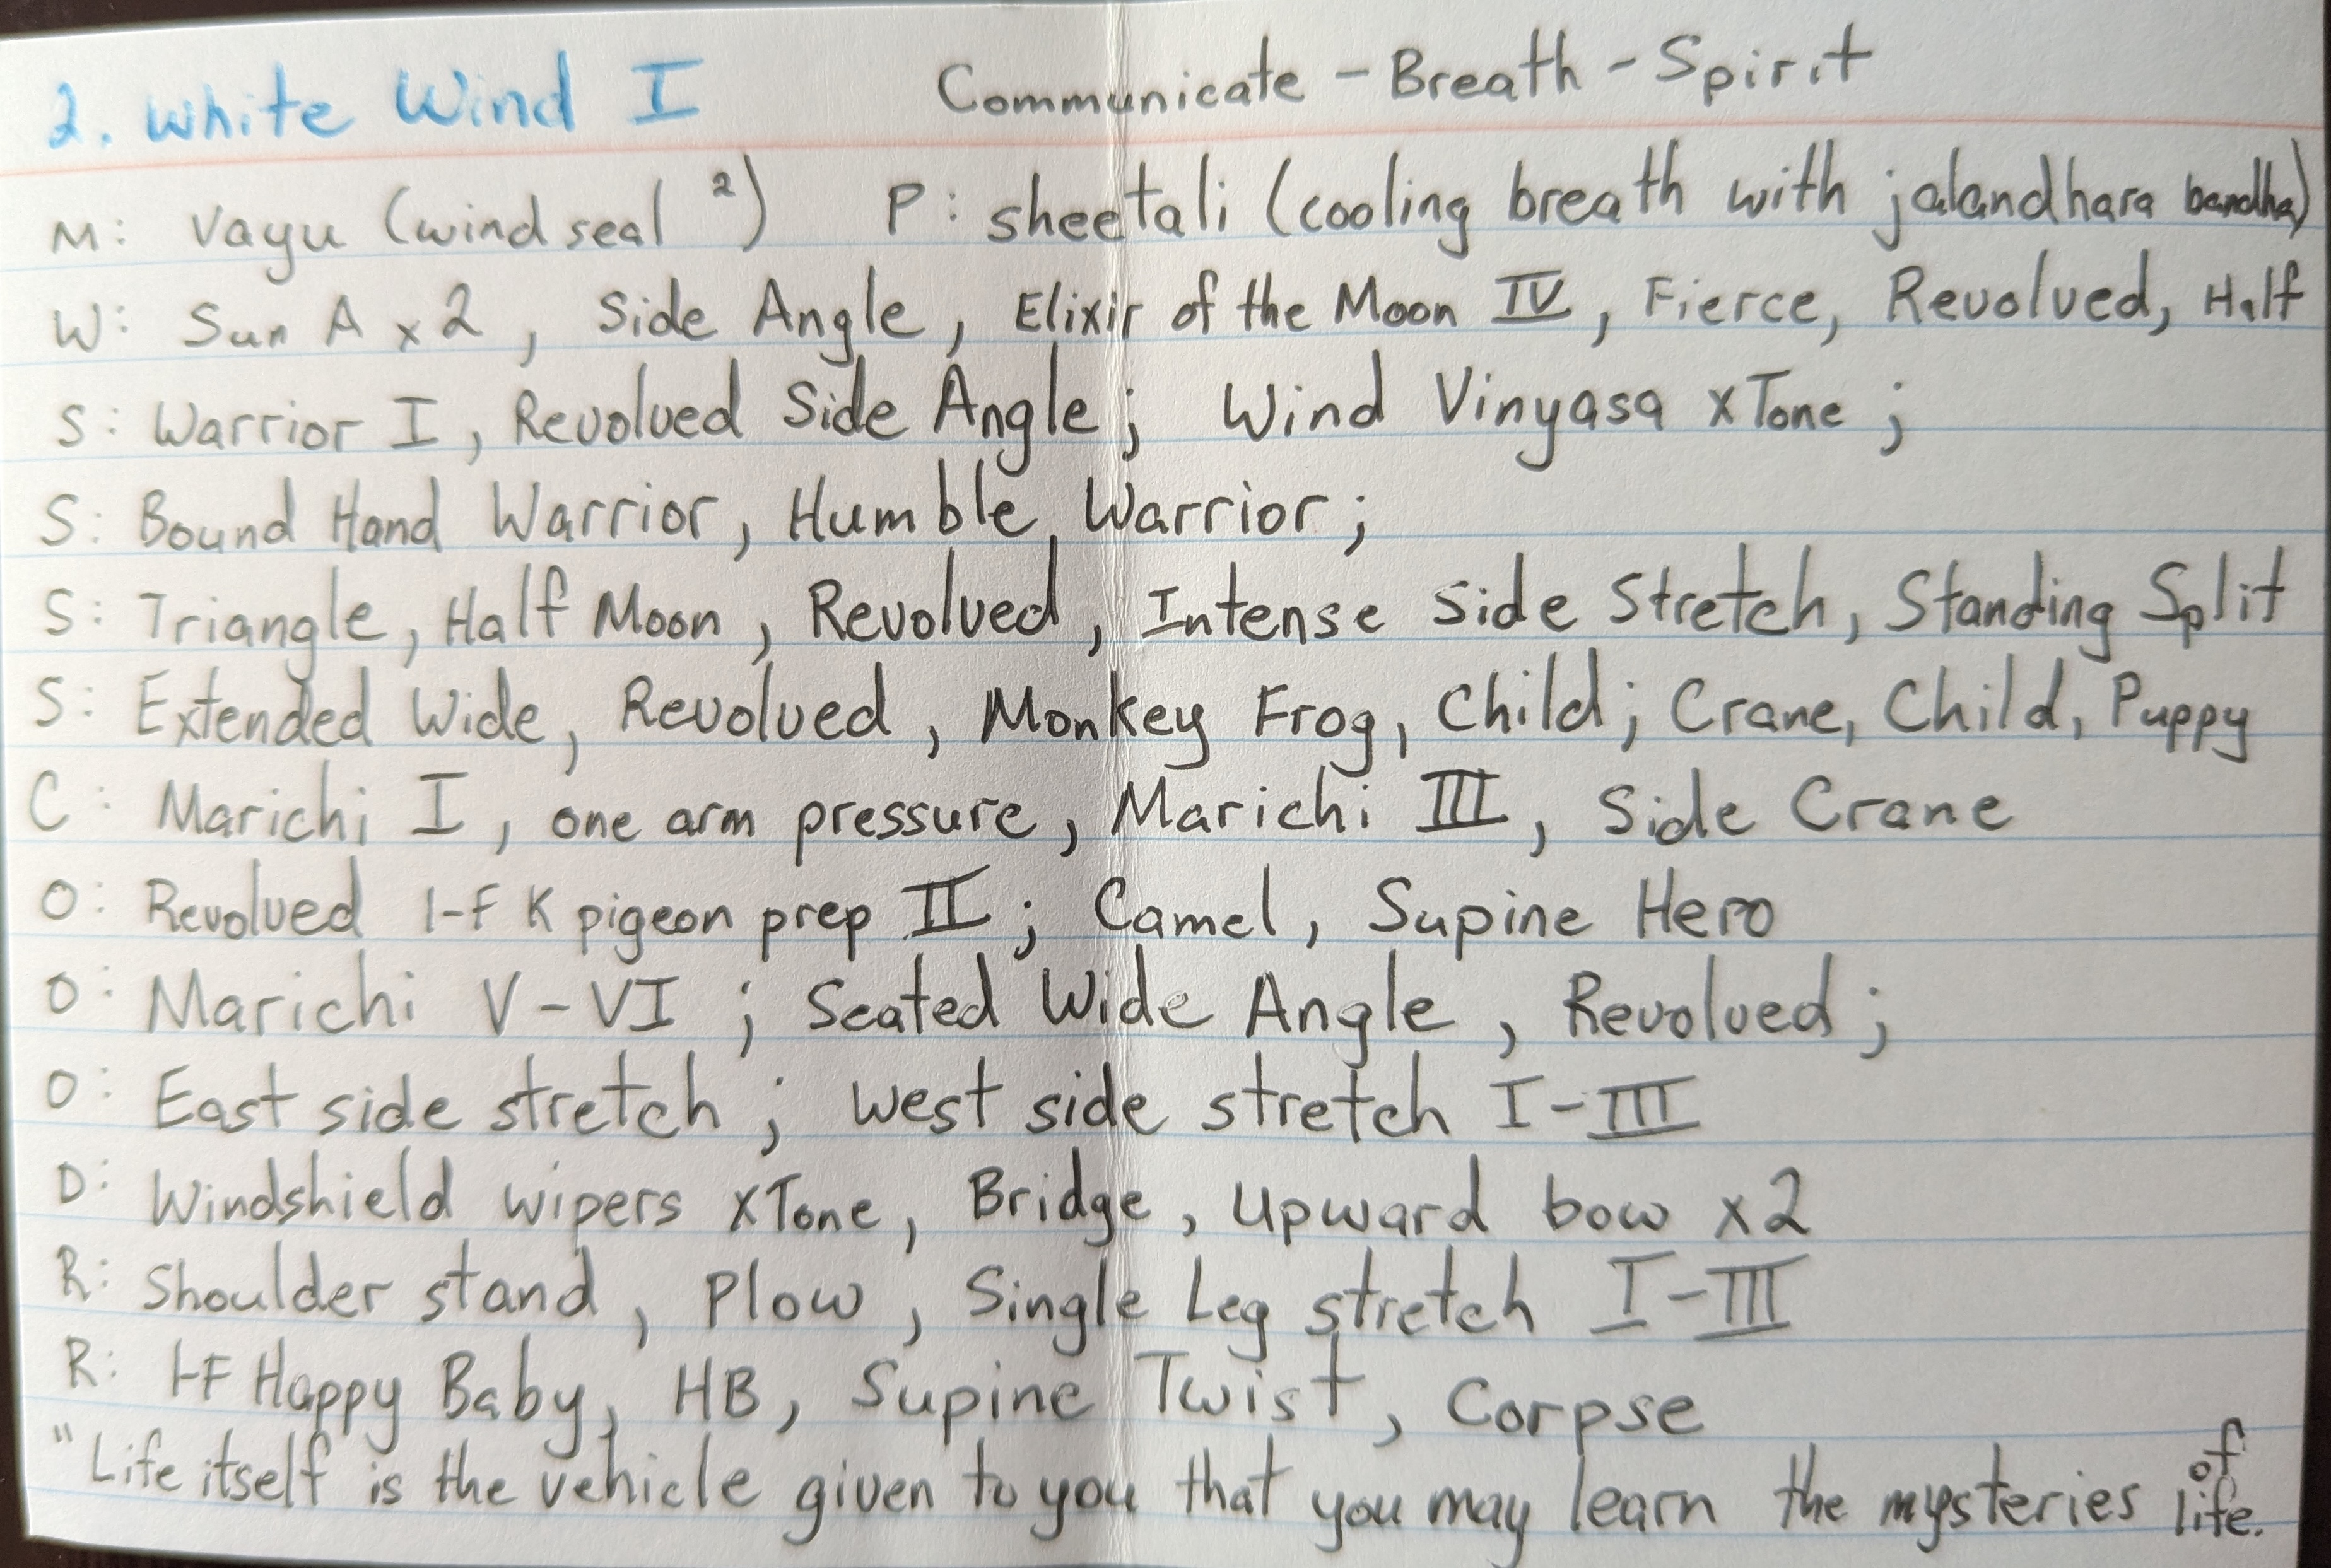 2. White Wind I Communicate - Breath - Spirit
M: Vayu (wind seal ²) P: sheetali (cooling breath with jalandhara bandha)
W: Sun A x 2, Side Angle, Elixir of the Moon IV, Fierce, Revolved, Half
S: Warrior I, Revolved Side Angle; Wind Vinyasa x Tone;
S: Bound Hand Warrior, Humble Warrior;
S: Triangle, Half Moon, Revolved, Intense Side Stretch, Standing Split
S: Extended Wide, Revolved, Monkey Frog, Child; Crane, Child, Puppy
C: Marichi I, one arm pressure, Marichi III, Side Crane
O: Revolved 1-F K pigeon prep II; Camel, Supine Hero
O: Marichi V-VI; Seated Wide Angle, Revolved;
O: East side stretch; West side stretch I-III
D: Windshield wipers x Tone, Bridge, Upward bow x2
R: Shoulder stand, Plow, Single Leg stretch I-III
R: 1-F Happy Baby, HB, Supine Twist, Corpse
"Life itself is the vehicle given to you that you may learn the mysteries of life.